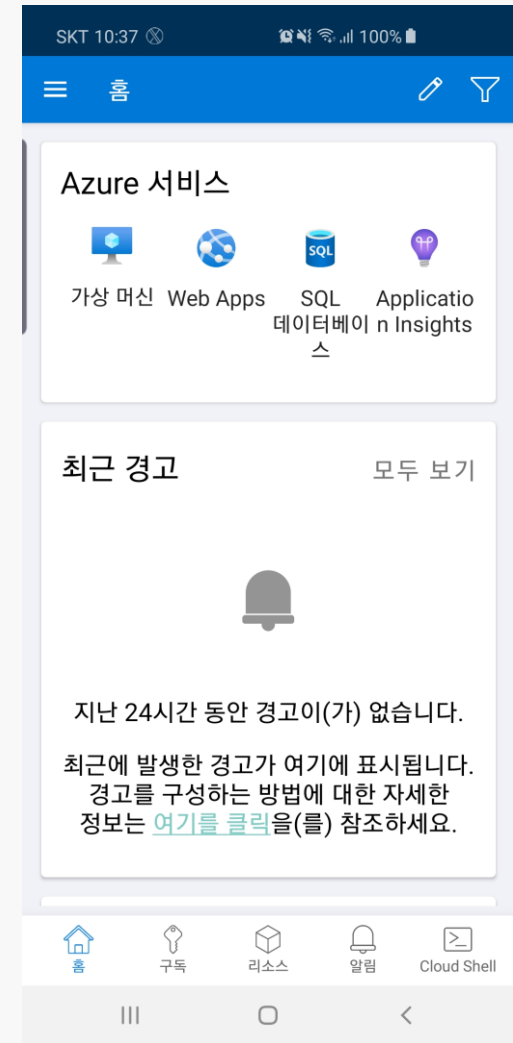 SKT 10:37 100%
홈
Azure 서비스
SQL
가상 머신 Web Apps SQL Applicatio
데이터베이 n Insights
스
최근 경고 모두 보기
지난 24시간 동안 경고이(가) 없습니다.
최근에 발생한 경고가 여기에 표시됩니다.
경고를 구성하는 방법에 대한 자세한
정보는 여기를 클릭을(를) 참조하세요.
홈 구독 리소스 알림 Cloud Shell